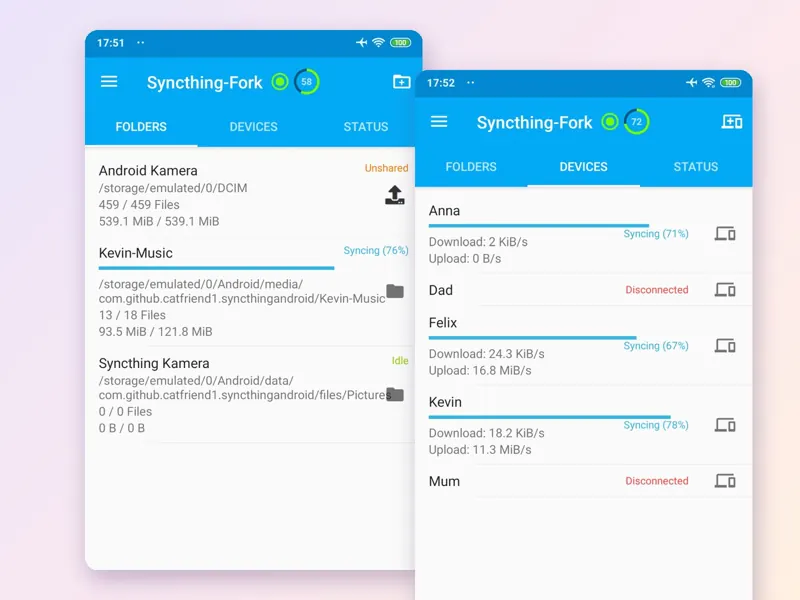 17:51 ··
100
Syncthing-Fork
58
FOLDERS DEVICES STATUS
Android Kamera
Unshared
/storage/emulated/0/DCIM
459 / 459 Files
539.1 MiB / 539.1 MiB
Kevin-Music
Syncing (76%)
/storage/emulated/0/Android/media/
com.github.catfriend1.syncthingandroid/Kevin-Music
13 / 18 Files
93.5 MiB / 121.8 MiB
Syncthing Kamera
Idle
/storage/emulated/0/Android/data/
com.github.catfriend1.syncthingandroid/files/Pictures
0 / 0 Files
0 B / 0 B
17:52 ··
100
Syncthing-Fork
72
FOLDERS DEVICES STATUS
Anna
Syncing (71%)
Download: 2 KiB/s
Upload: 0 B/s
Dad
Disconnected
Felix
Syncing (67%)
Download: 24.3 KiB/s
Upload: 16.8 MiB/s
Kevin
Syncing (78%)
Download: 18.2 KiB/s
Upload: 11.3 MiB/s
Mum
Disconnected